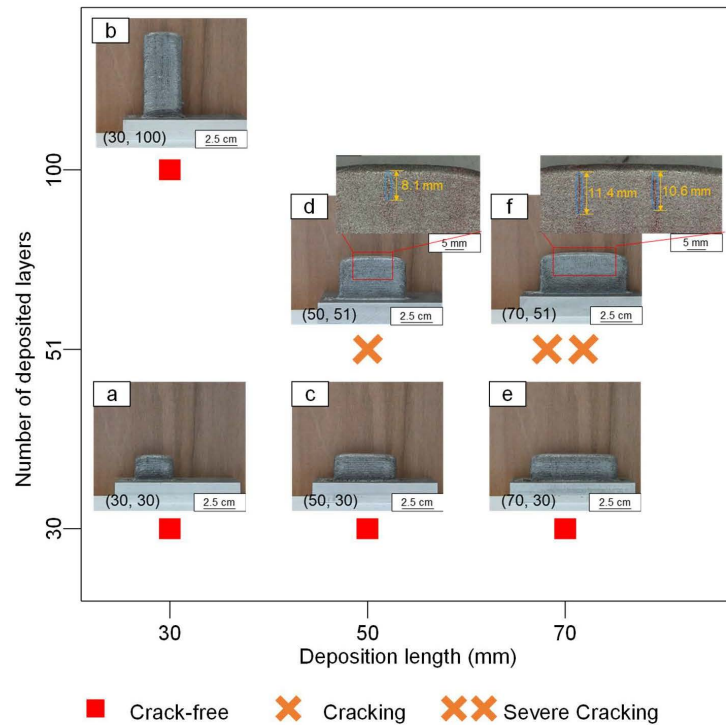 b
(30, 100)
2.5 cm
100
8.1 mm
11.4 mm
10.6 mm
d
5 mm
f
5 mm
(50, 51)
2.5 cm
(70, 51)
2.5 cm
51
Number of deposited layers
a
c
e
(30, 30)
2.5 cm
(50, 30)
2.5 cm
(70, 30)
2.5 cm
30
30
50
70
Deposition length (mm)
Crack-free
Cracking
Severe Cracking